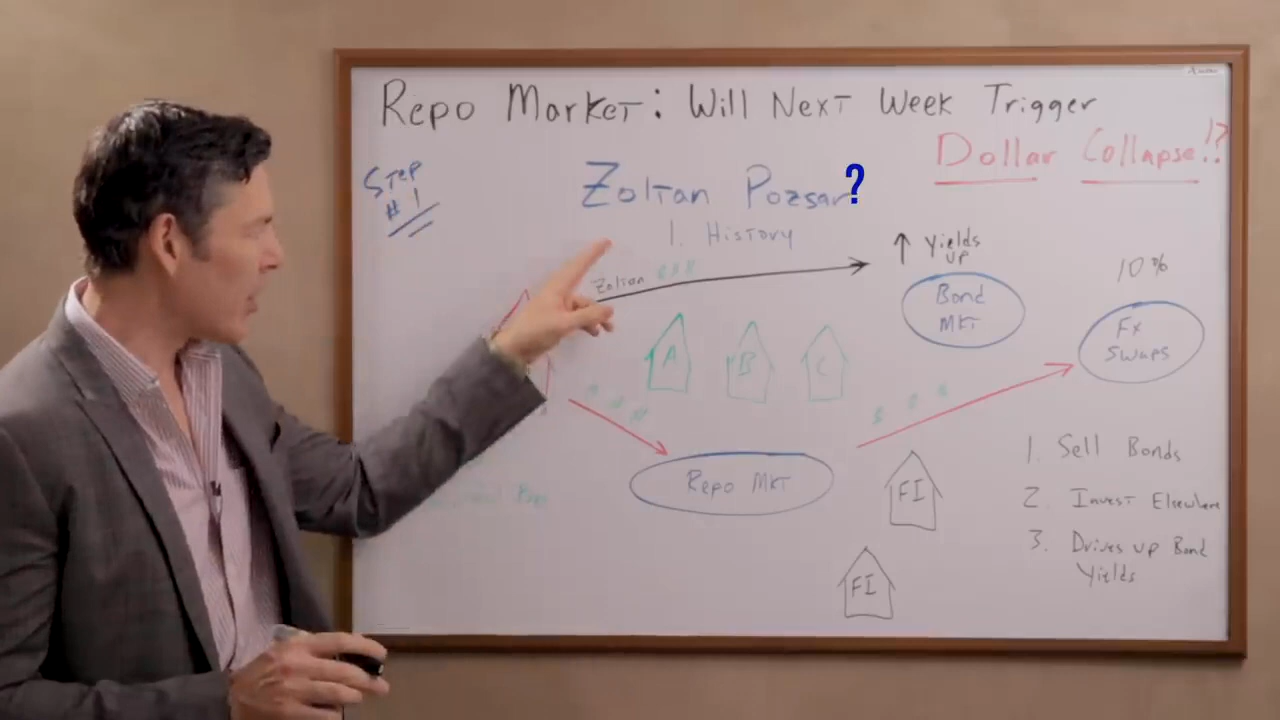 Repo Market: Will Next Week Trigger
Dollar Collapse!?
Step
#1
Zoltan Pozsar?
1. History
Zoltan
↑ Yields
Up
Bond
MKT
10%
Fx
Swaps
A
B
C
Repo MKT
FI
FI
1. Sell Bonds
2. Invest Elsewhere
3. Drives up Bond
Yields